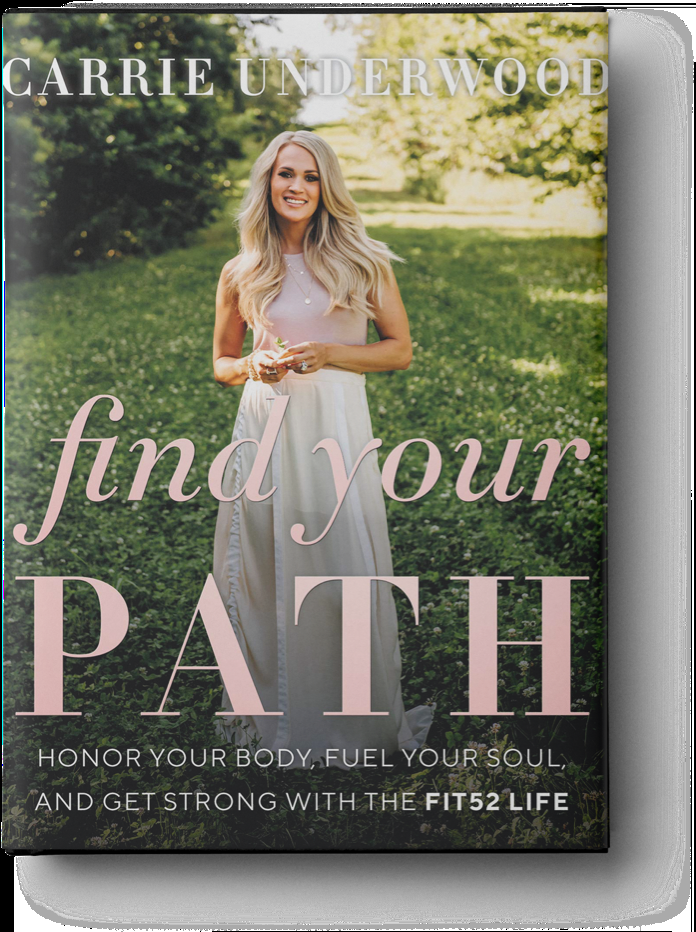 CARRIE UNDERWOOD
find your
PATH
HONOR YOUR BODY, FUEL YOUR SOUL,
AND GET STRONG WITH THE FIT52 LIFE